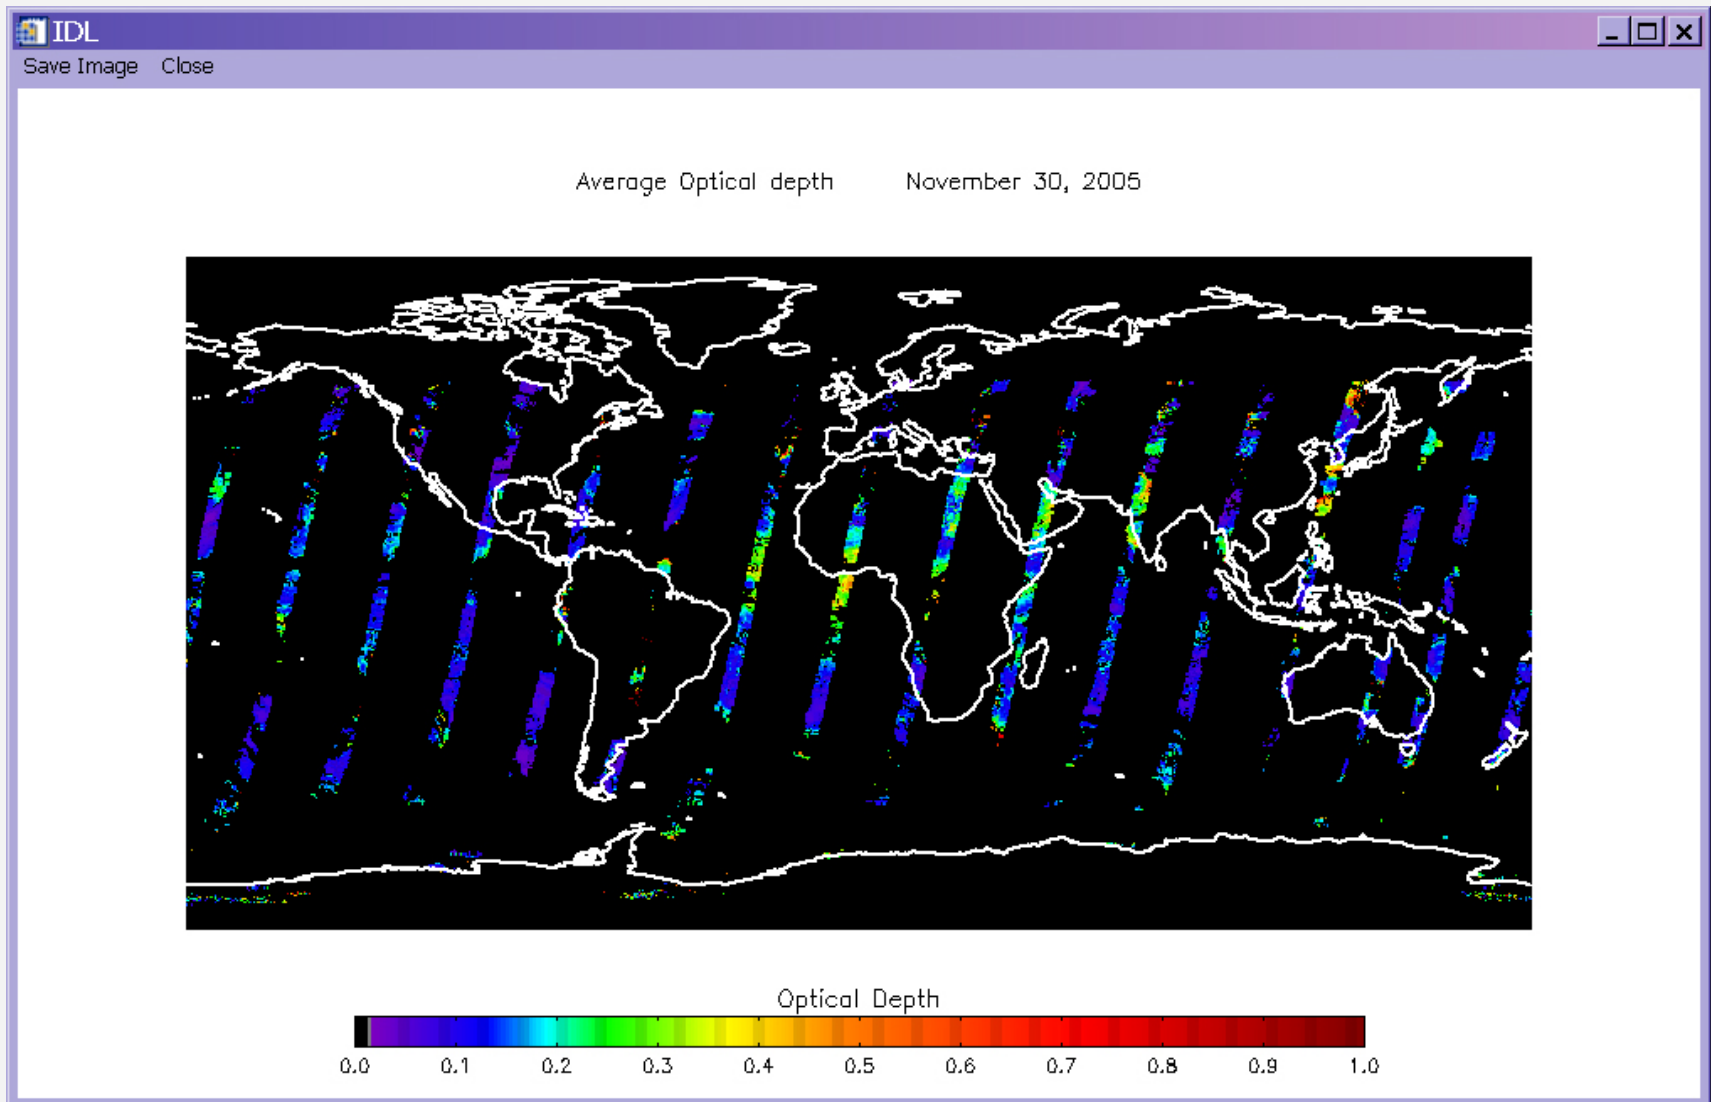 IDL
Save Image Close
Average Optical depth November 30, 2005
Optical Depth
0.0 0.1 0.2 0.3 0.4 0.5 0.6 0.7 0.8 0.9 1.0